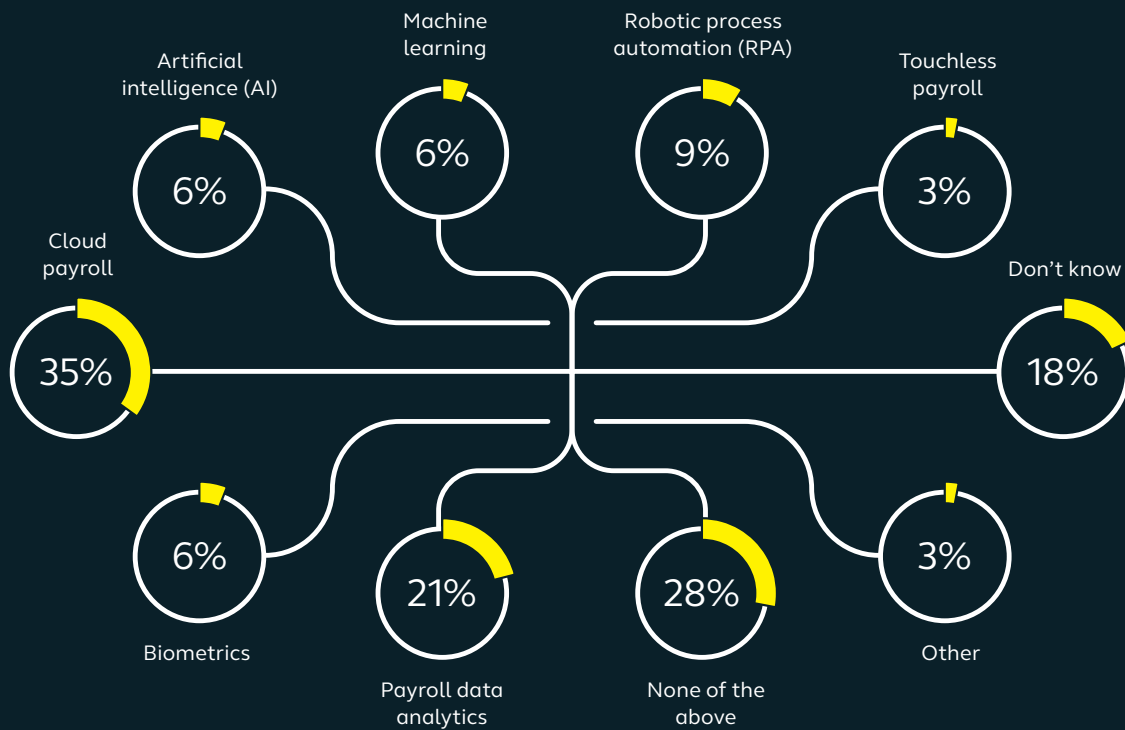 Machine
learning
6%
Robotic process
automation (RPA)
9%
Artificial
intelligence (AI)
6%
Touchless
payroll
3%
Cloud
payroll
35%
Don’t know
18%
6%
Biometrics
21%
Payroll data
analytics
28%
None of the
above
3%
Other